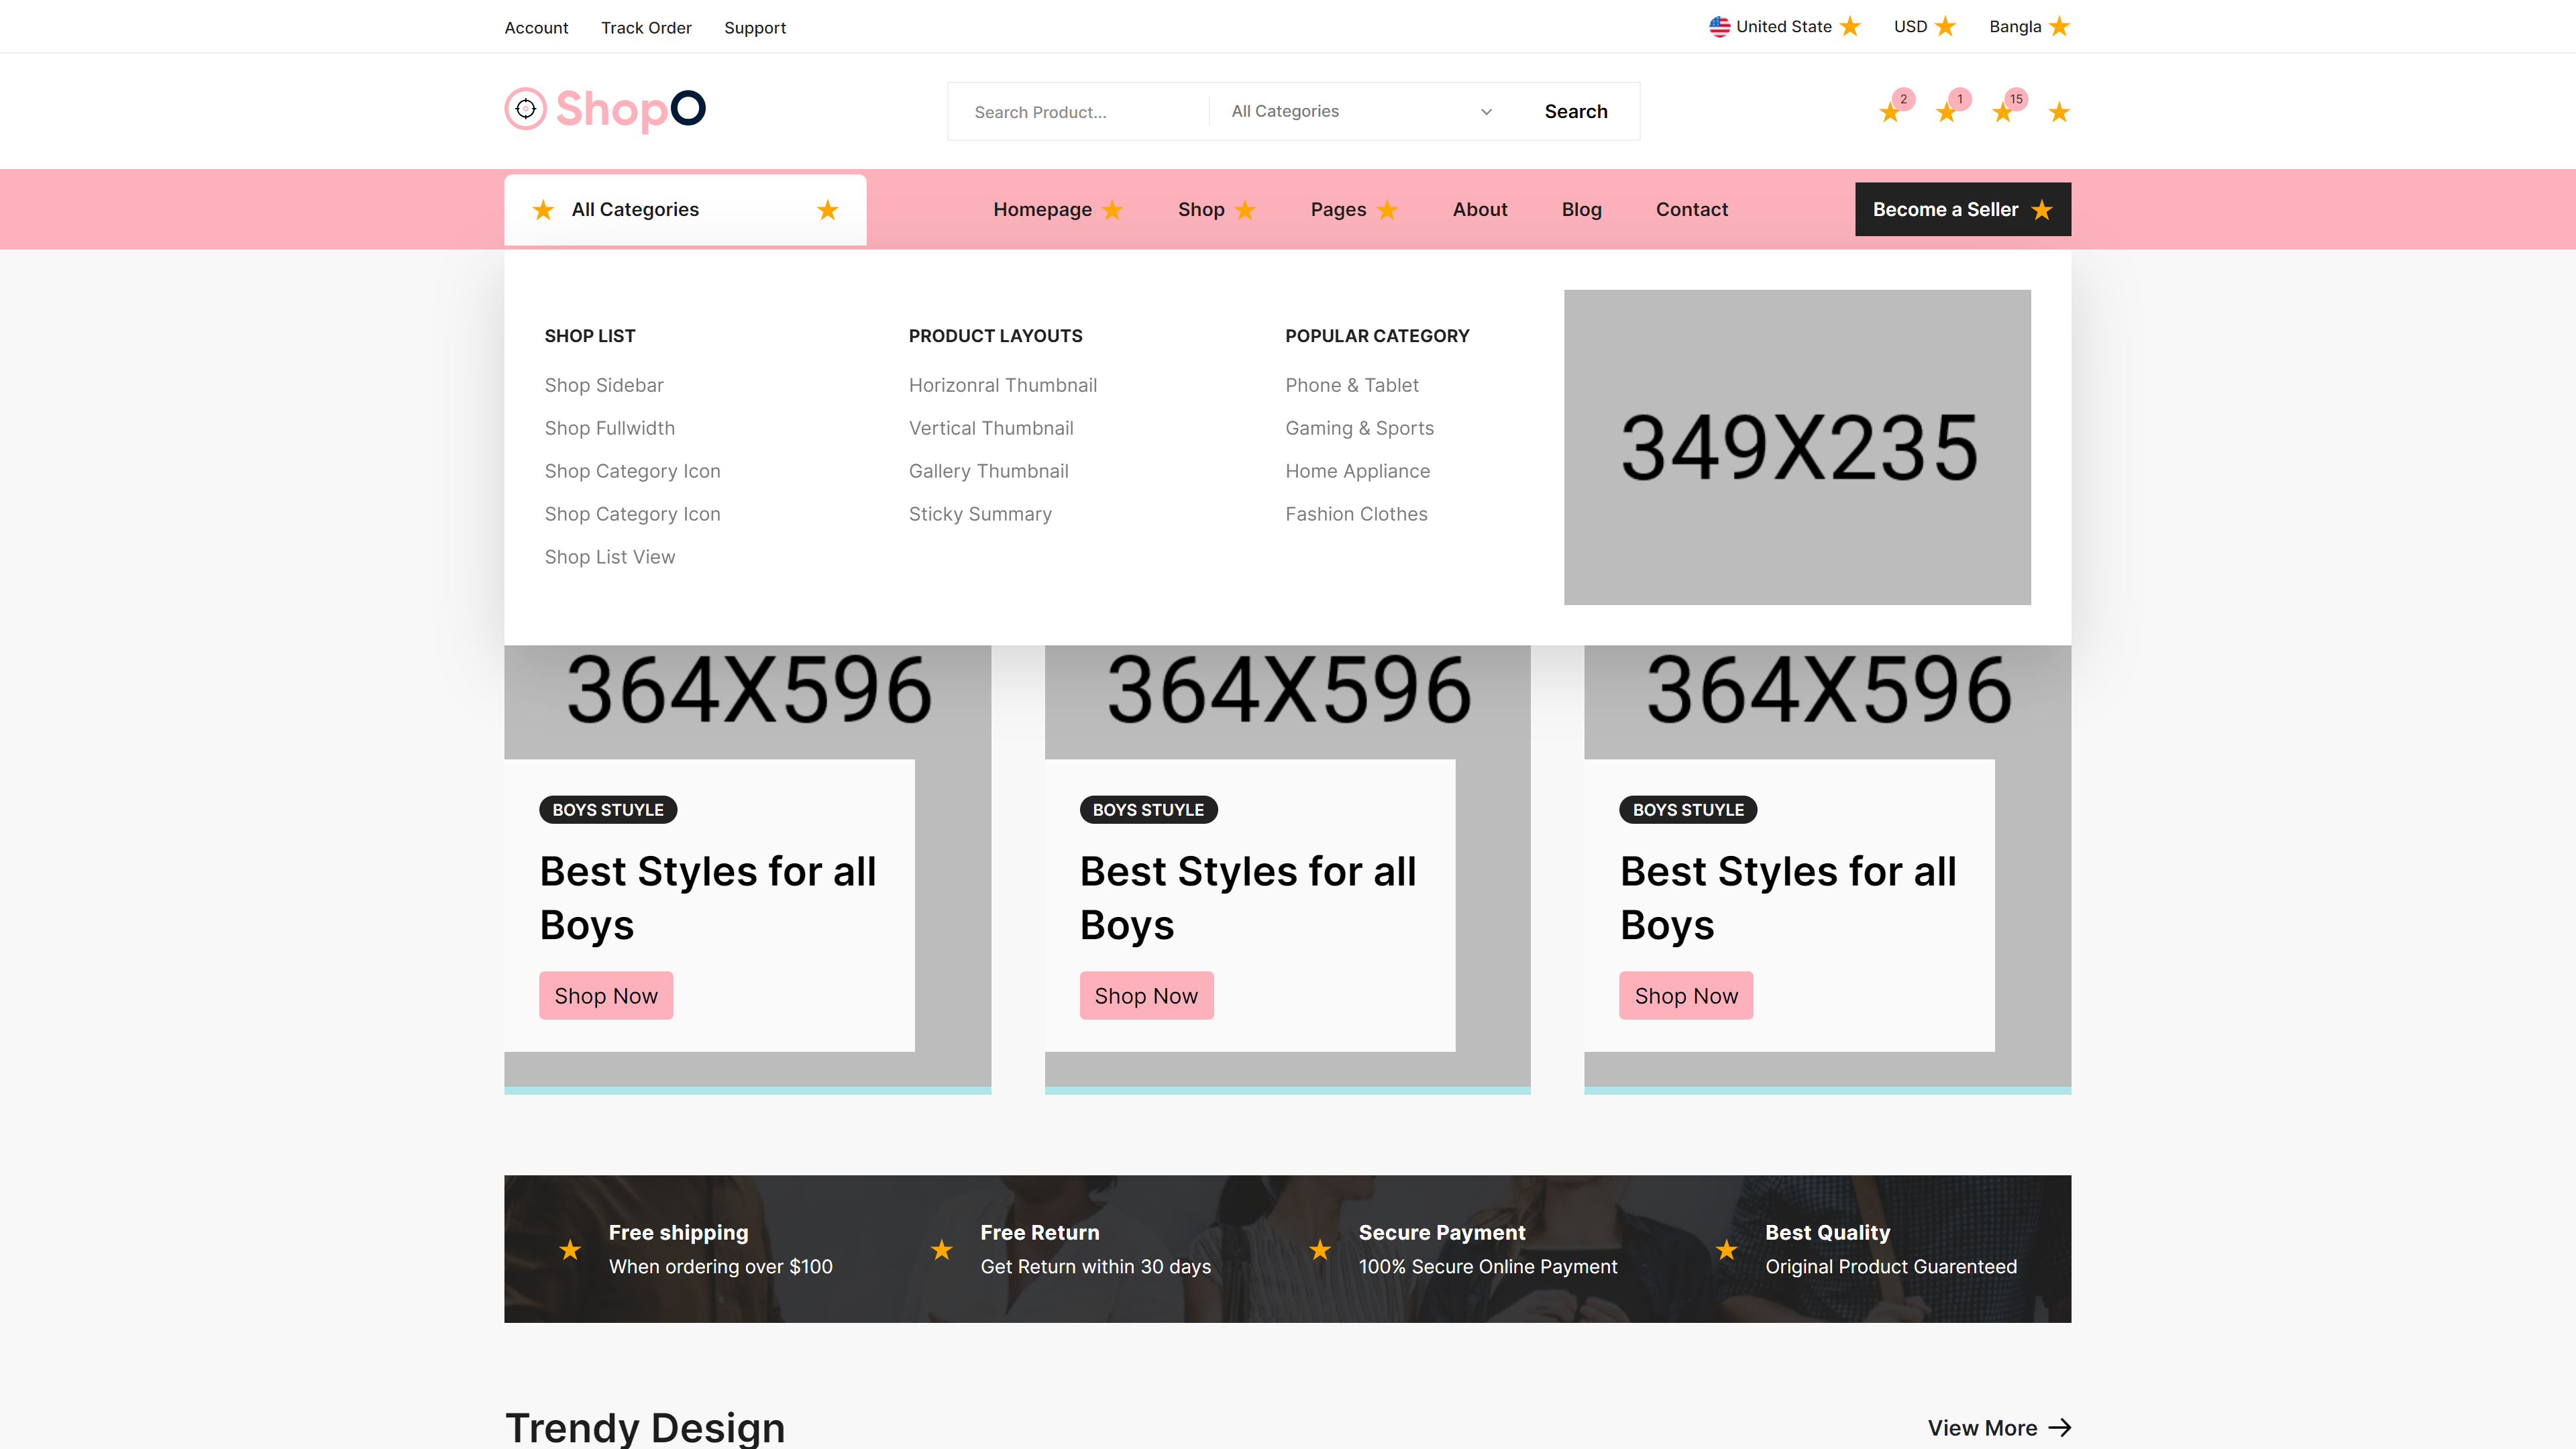 Account Track Order Support United State USD Bangla
ShopO Search Product... All Categories Search 2 1 15
All Categories Homepage Shop Pages About Blog Contact Become a Seller
SHOP LIST
Shop Sidebar
Shop Fullwidth
Shop Category Icon
Shop Category Icon
Shop List View
PRODUCT LAYOUTS
Horizonral Thumbnail
Vertical Thumbnail
Gallery Thumbnail
Sticky Summary
POPULAR CATEGORY
Phone & Tablet
Gaming & Sports
Home Appliance
Fashion Clothes
349X235
364X596
BOYS STUYLE
Best Styles for all
Boys
Shop Now
364X596
BOYS STUYLE
Best Styles for all
Boys
Shop Now
364X596
BOYS STUYLE
Best Styles for all
Boys
Shop Now
Free shipping
When ordering over $100
Free Return
Get Return within 30 days
Secure Payment
100% Secure Online Payment
Best Quality
Original Product Guarenteed
Trendy Design View More